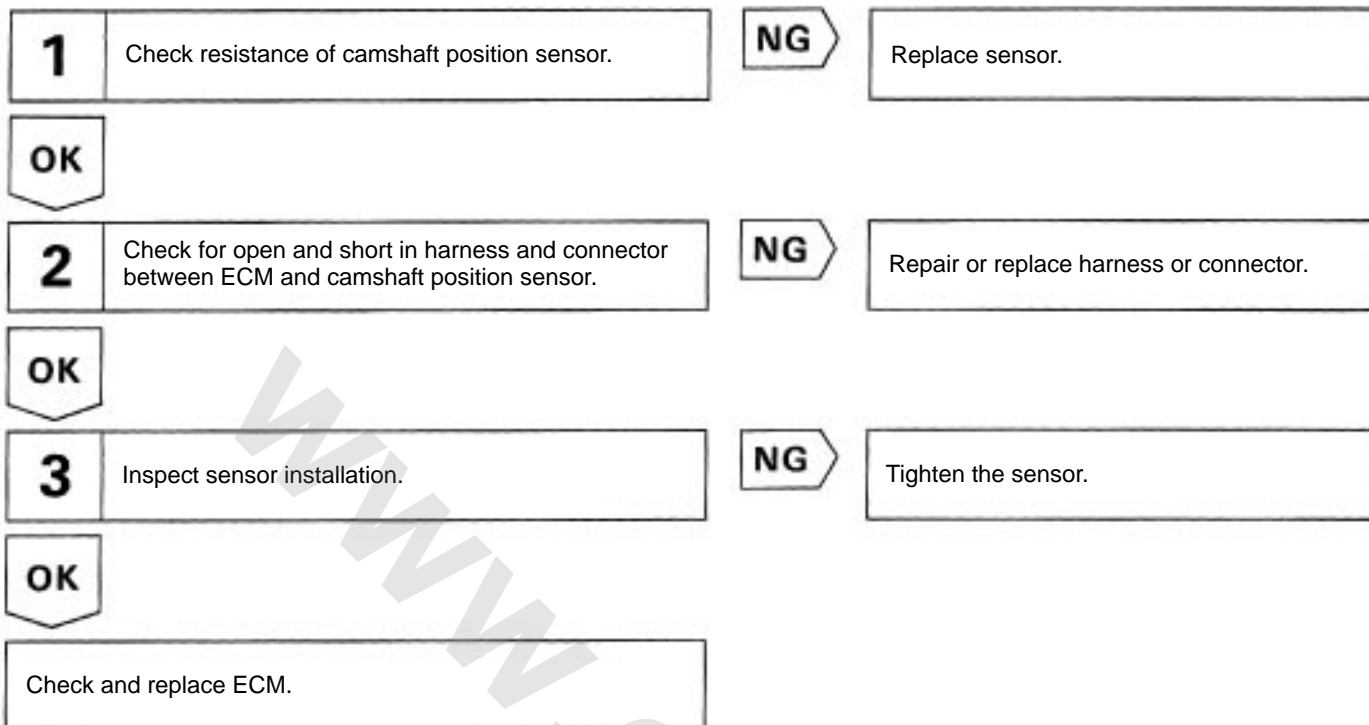 1 Check resistance of camshaft position sensor. NG Replace sensor.
OK
2 Check for open and short in harness and connector
between ECM and camshaft position sensor. NG Repair or replace harness or connector.
OK
3 Inspect sensor installation. NG Tighten the sensor.
OK
Check and replace ECM.